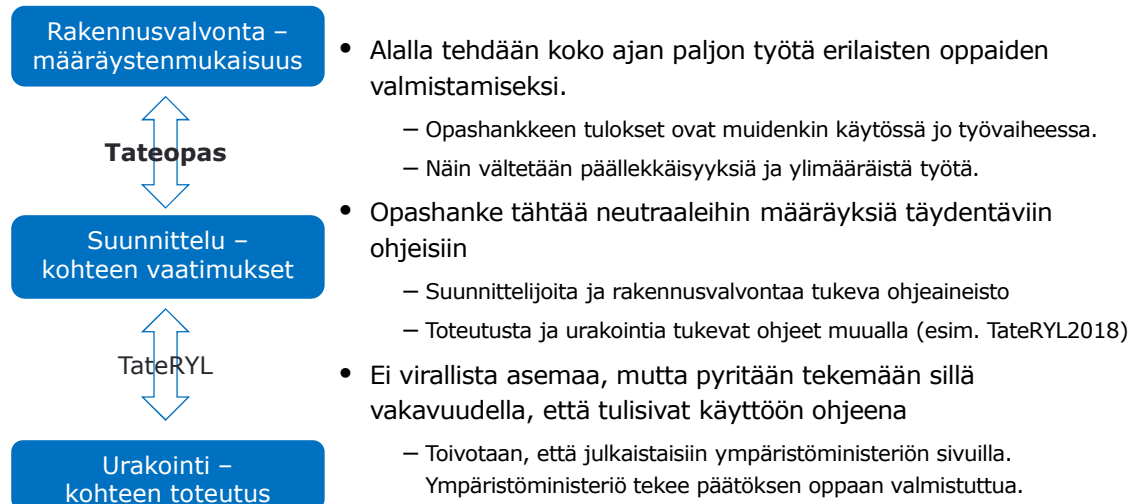 Rakennusvalvonta –
määräystenmukaisuus
Tateopas
Suunnittelu –
kohteen vaatimukset
TateRYL
Urakointi –
kohteen toteutus
• Alalla tehdään koko ajan paljon työtä erilaisten oppaiden
valmistamiseksi.
– Opashankkeen tulokset ovat muidenkin käytössä jo työvaiheessa.
– Näin vältetään päällekkäisyyksiä ja ylimääräistä työtä.
• Opashanke tähtää neutraaleihin määräyksiä täydentäviin
ohjeisiin
– Suunnittelijoita ja rakennusvalvontaa tukeva ohjeaineisto
– Toteutusta ja urakointia tukevat ohjeet muualla (esim. TateRYL2018)
• Ei virallista asemaa, mutta pyritään tekemään sillä
vakavuudella, että tulisivat käyttöön ohjeena
– Toivotaan, että julkaistaisiin ympäristöministeriön sivuilla.
Ympäristöministeriö tekee päätöksen oppaan valmistuttua.